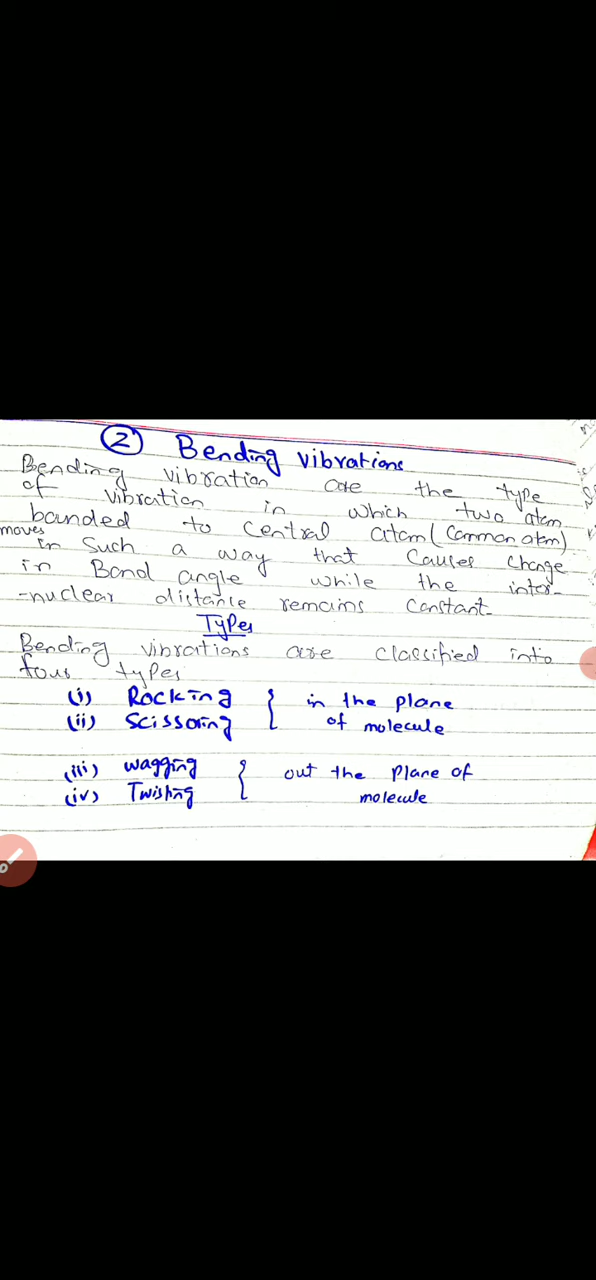 2 Bending vibrations
Bending vibration are the type
of vibration in which two atom
banded to central atom (common atom)
moves in such a way that causes change
in Bond angle while the inter-
-nuclear distance remains constant-
Types
Bending vibrations are classified into
four types
(i) Rocking } in the plane
(ii) Scissoring of molecule
(iii) wagging } out the plane of
(iv) Twisting molecule